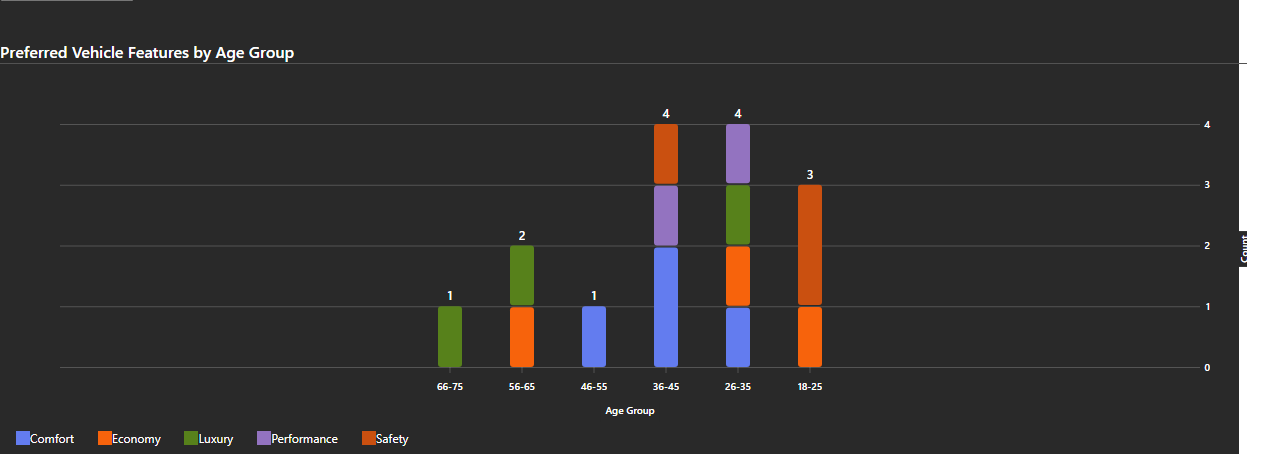 Preferred Vehicle Features by Age Group
4
4
4
3
3
2
2
Count
1
1
1
0
66-75
56-65
46-55
36-45
26-35
18-25
Age Group
Comfort
Economy
Luxury
Performance
Safety